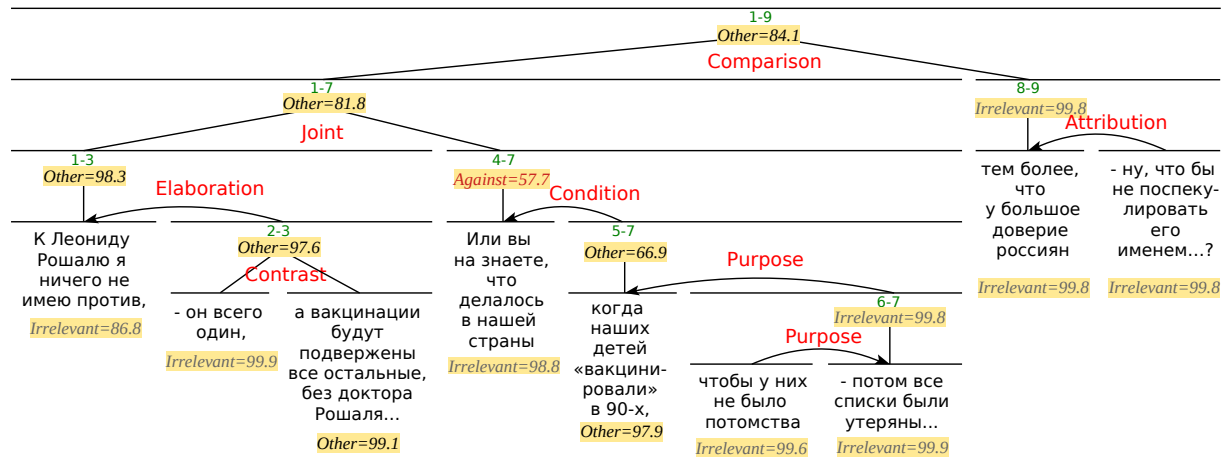 1-9
Other=84.1
Comparison
1-7
Other=81.8
Joint
8-9
Irrelevant=99.8
Attribution
1-3
Other=98.3
Elaboration
4-7
Against=57.7
Condition
тем более,
что
у большое
доверие
россиян
Irrelevant=99.8
- ну, что бы
не поспеку-
лировать
его
именем...?
Irrelevant=99.8
К Леониду
Рошалю я
ничего не
имею против,
Irrelevant=86.8
2-3
Other=97.6
Contrast
- он всего
один,
Irrelevant=99.9
а вакцинации
будут
подвержены
все остальные,
без доктора
Рошаля...
Other=99.1
Или вы
на знаете,
что
делалось
в нашей
страны
Irrelevant=98.8
5-7
Other=66.9
Purpose
когда
наших
детей
«вакцини-
ровали»
в 90-х,
Other=97.9
6-7
Irrelevant=99.8
Purpose
чтобы у них
не было
потомства
Irrelevant=99.6
- потом все
списки были
утеряны...
Irrelevant=99.9